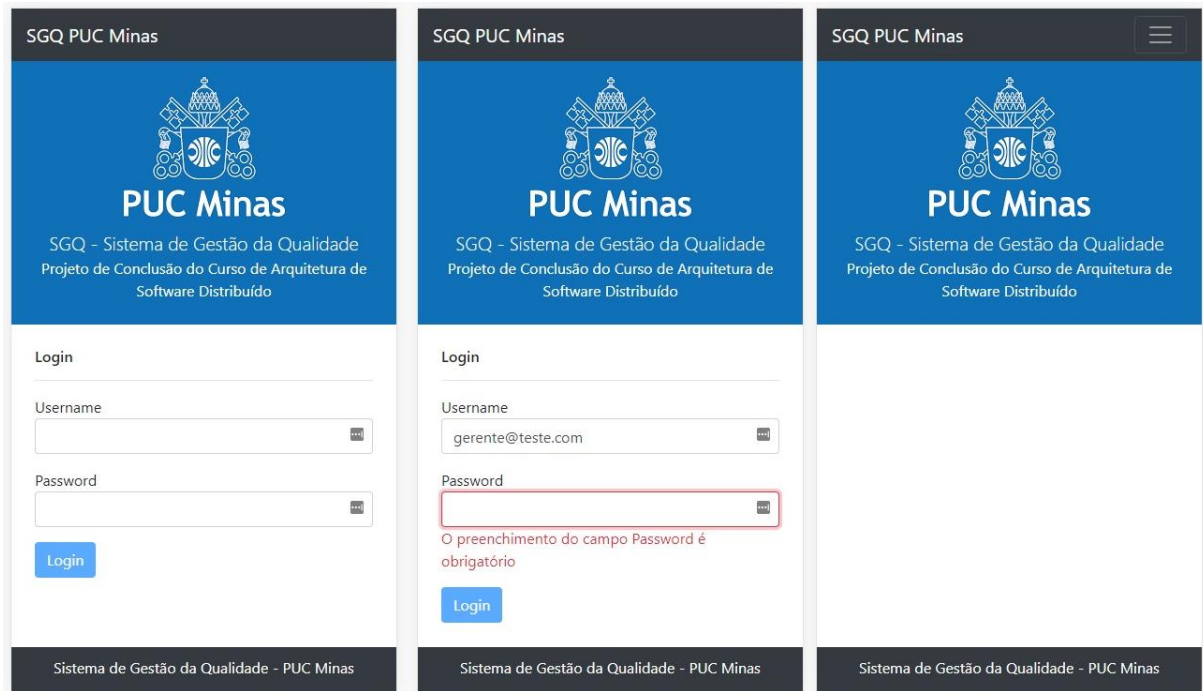 SGQ PUC Minas
PUC Minas
SGQ - Sistema de Gestão da Qualidade
Projeto de Conclusão do Curso de Arquitetura de
Software Distribuído
Login
Username
Password
Login
Sistema de Gestão da Qualidade - PUC Minas
SGQ PUC Minas
PUC Minas
SGQ - Sistema de Gestão da Qualidade
Projeto de Conclusão do Curso de Arquitetura de
Software Distribuído
Login
Username
gerente@teste.com
Password
O preenchimento do campo Password é
obrigatório
Login
Sistema de Gestão da Qualidade - PUC Minas
SGQ PUC Minas
PUC Minas
SGQ - Sistema de Gestão da Qualidade
Projeto de Conclusão do Curso de Arquitetura de
Software Distribuído
Sistema de Gestão da Qualidade - PUC Minas